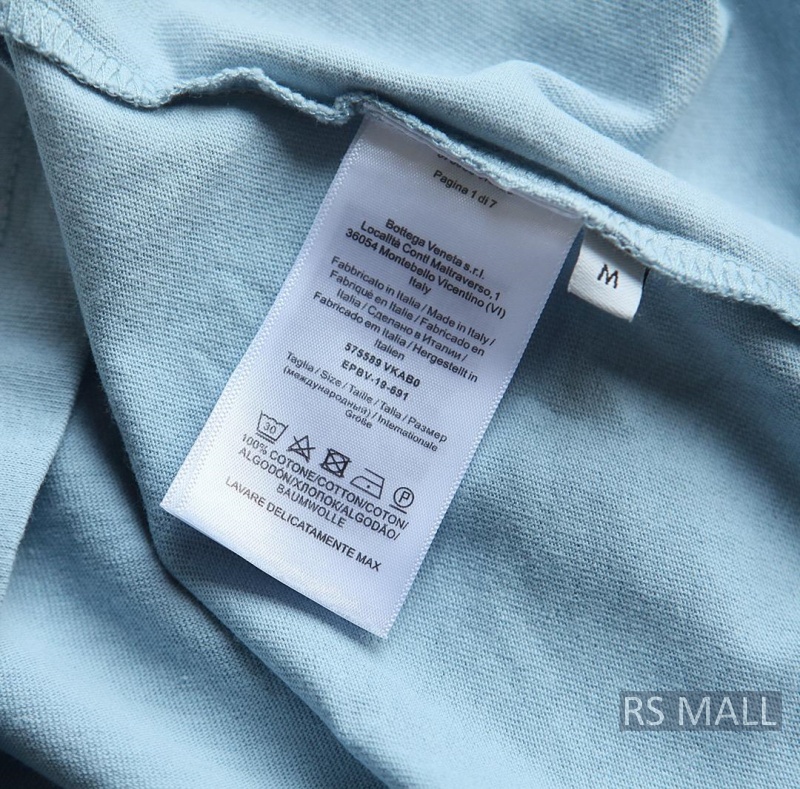 Pagina 1 di 7
Bottega Veneta s.r.l.
Località Conti Maltraverso,1
36054 Montebello Vicentino (VI)
Italy
Fabbricato in Italia / Made in Italy /
Fabriqué en Italie / Fabricado en
Italia / Сделано в Италии /
Fabricado em Itália / Hergestellt in
Italien
575589 VKAB0
EPBV-19-691
Taglia / Size / Taille / Talla / Размер
(международный) / Internationale
Größe
30
P
100% COTONE/COTTON/COTON/
ALGODÓN/ХЛОПОК/ALGODÃO/
BAUMWOLLE
LAVARE DELICATAMENTE MAX
M
RS MALL